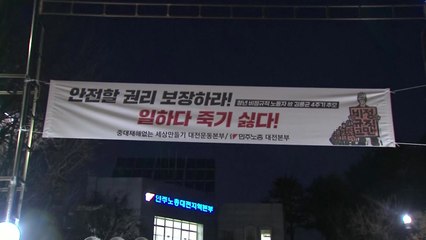 안전할 권리 보장하라! 청년 비정규직 노동자 故 김용균 4주기 추모
일하다 죽기 싫다!
중대재해없는 세상만들기 대전운동본부/ 민주노총 대전본부
민주노총대전지역본부